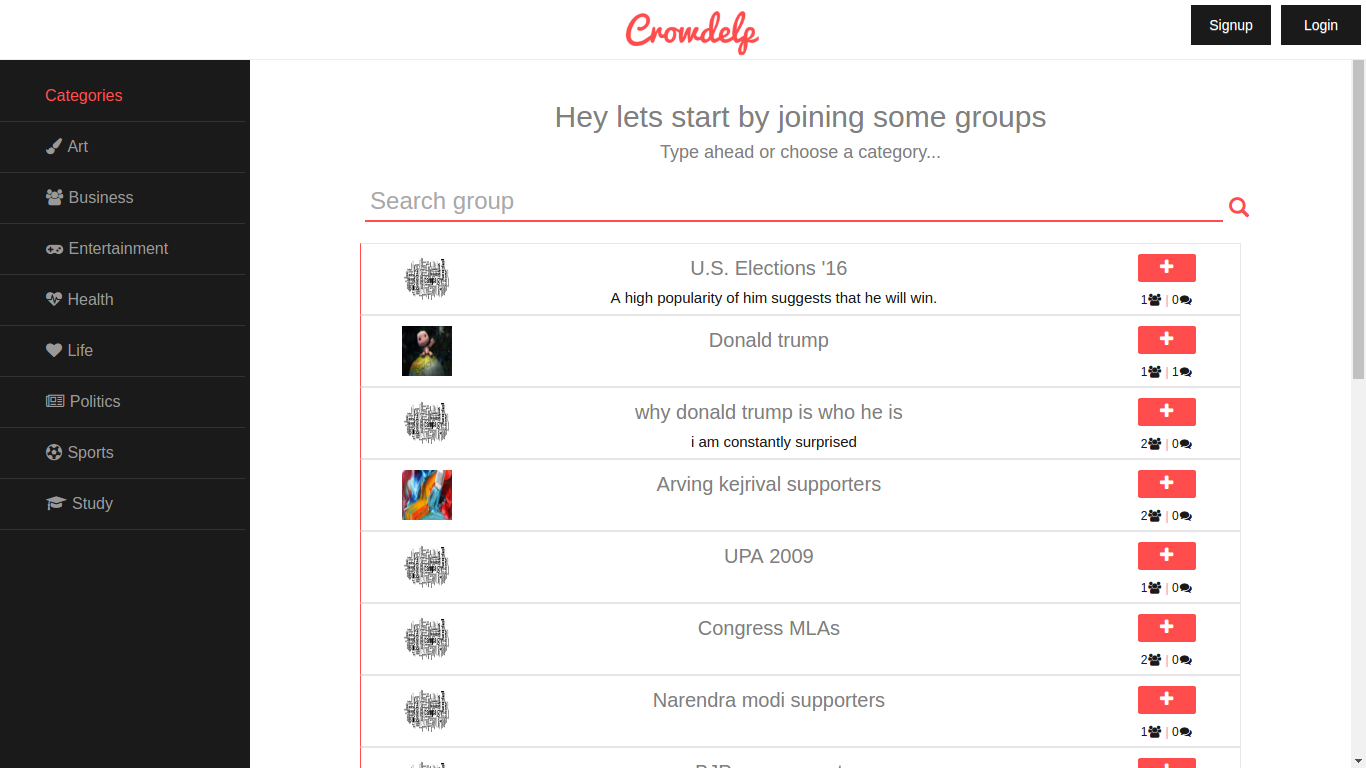 Crowdelp
Signup
Login
Categories
Art
Business
Entertainment
Health
Life
Politics
Sports
Study
Hey lets start by joining some groups
Type ahead or choose a category...
Search group
U.S. Elections '16
A high popularity of him suggests that he will win.
1 | 0
Donald trump
1 | 1
why donald trump is who he is
i am constantly surprised
2 | 0
Arving kejrival supporters
2 | 0
UPA 2009
1 | 0
Congress MLAs
2 | 0
Narendra modi supporters
1 | 0